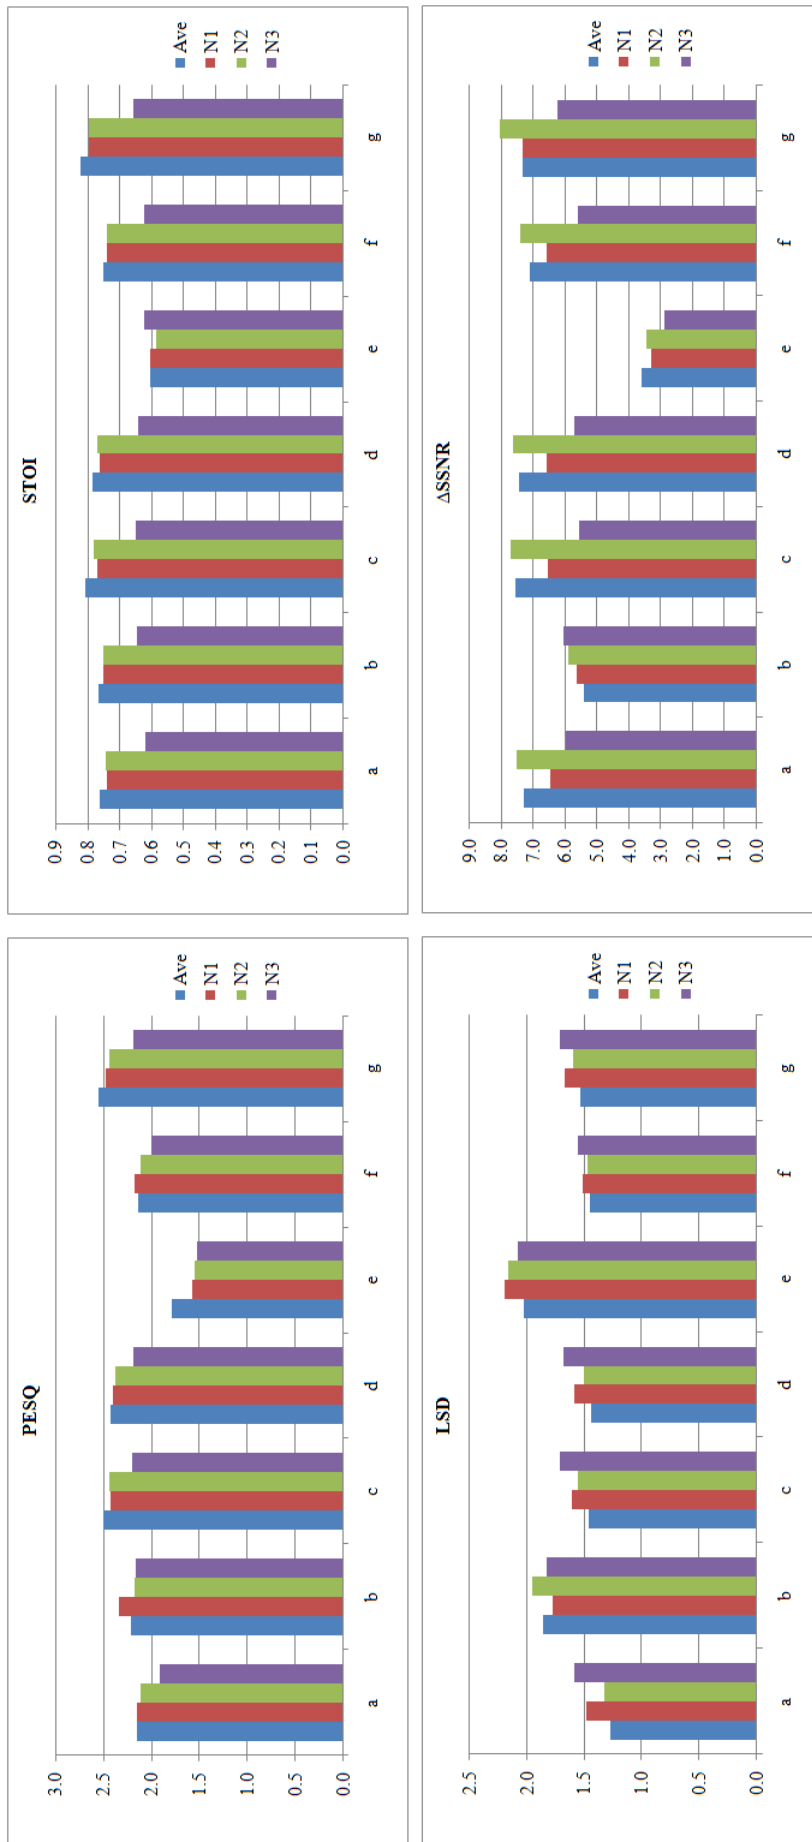 PESQ
3.0
2.5
2.0
1.5
1.0
0.5
0.0
a b c d e f g
Ave
N1
N2
N3
STOI
0.9
0.8
0.7
0.6
0.5
0.4
0.3
0.2
0.1
0.0
a b c d e f g
Ave
N1
N2
N3
LSD
2.5
2.0
1.5
1.0
0.5
0.0
a b c d e f g
Ave
N1
N2
N3
ΔSSNR
9.0
8.0
7.0
6.0
5.0
4.0
3.0
2.0
1.0
0.0
a b c d e f g
Ave
N1
N2
N3